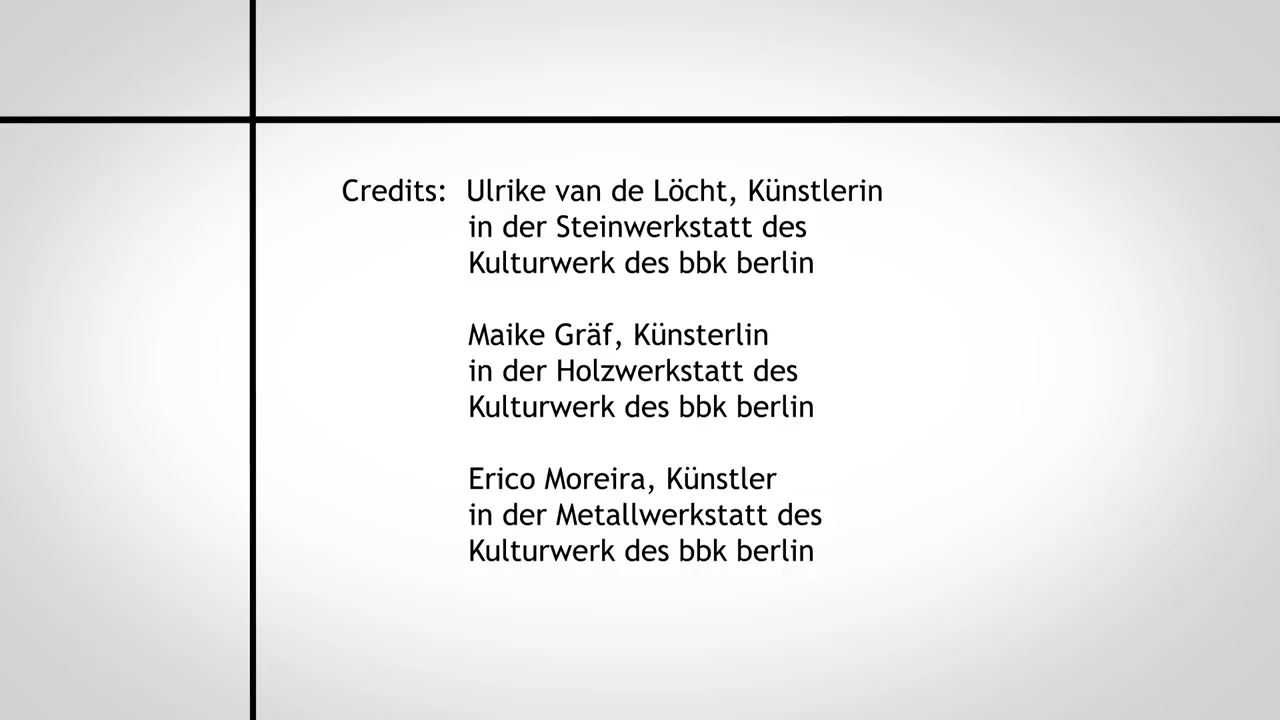 Credits: Ulrike van de Löcht, Künstlerin
in der Steinwerkstatt des
Kulturwerk des bbk berlin
Maike Gräf, Künsterlin
in der Holzwerkstatt des
Kulturwerk des bbk berlin
Erico Moreira, Künstler
in der Metallwerkstatt des
Kulturwerk des bbk berlin